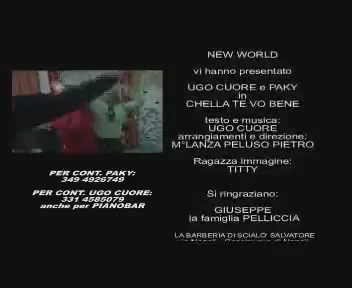 NEW WORLD
vi hanno presentato
UGO CUORE e PAKY
in
CHELLA TE VO BENE
testo e musica:
UGO CUORE
arrangiamenti e direzione:
M°LANZA PELUSO PIETRO
Ragazza immagine:
TITTY
Si ringraziano:
GIUSEPPE
la famiglia PELLICCIA
LA BARBERIA DI SCIALO' SALVATORE
PER CONT. PAKY:
349 4926749
PER CONT. UGO CUORE:
331 4585079
anche per PIANOBAR